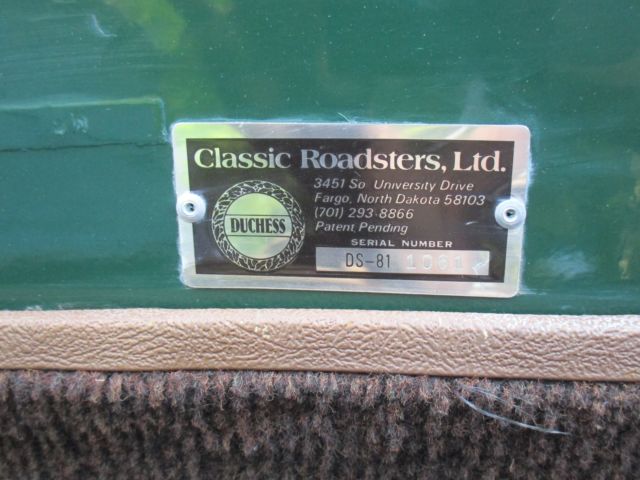 Classic Roadsters, Ltd.
3451 So. University Drive
Fargo, North Dakota 58103
(701) 293-8866
Patent Pending
DUCHESS
SERIAL NUMBER
DS-81 1061